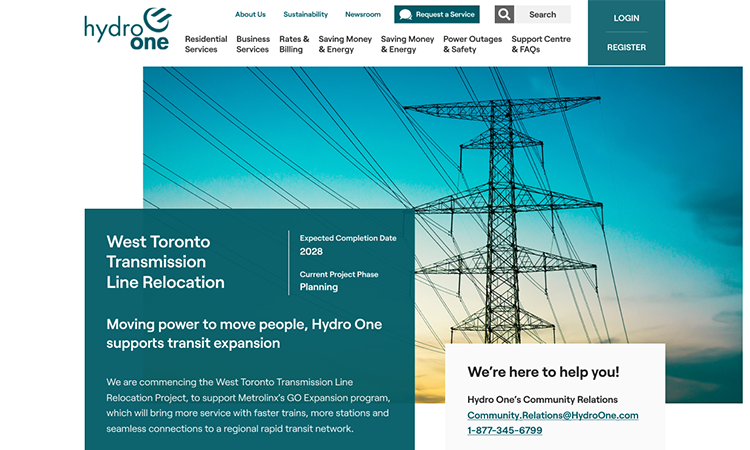 hydro one
About Us Sustainability Newsroom Request a Service Search
LOGIN
REGISTER
Residential Services
Business Services
Rates & Billing
Saving Money & Energy
Saving Money & Energy
Power Outages & Safety
Support Centre & FAQs
West Toronto
Transmission
Line Relocation
Expected Completion Date
2028
Current Project Phase
Planning
Moving power to move people, Hydro One
supports transit expansion
We are commencing the West Toronto Transmission Line
Relocation Project, to support Metrolinx's GO Expansion program,
which will bring more service with faster trains, more stations and
seamless connections to a regional rapid transit network.
We're here to help you!
Hydro One's Community Relations
Community.Relations@HydroOne.com
1-877-345-6799